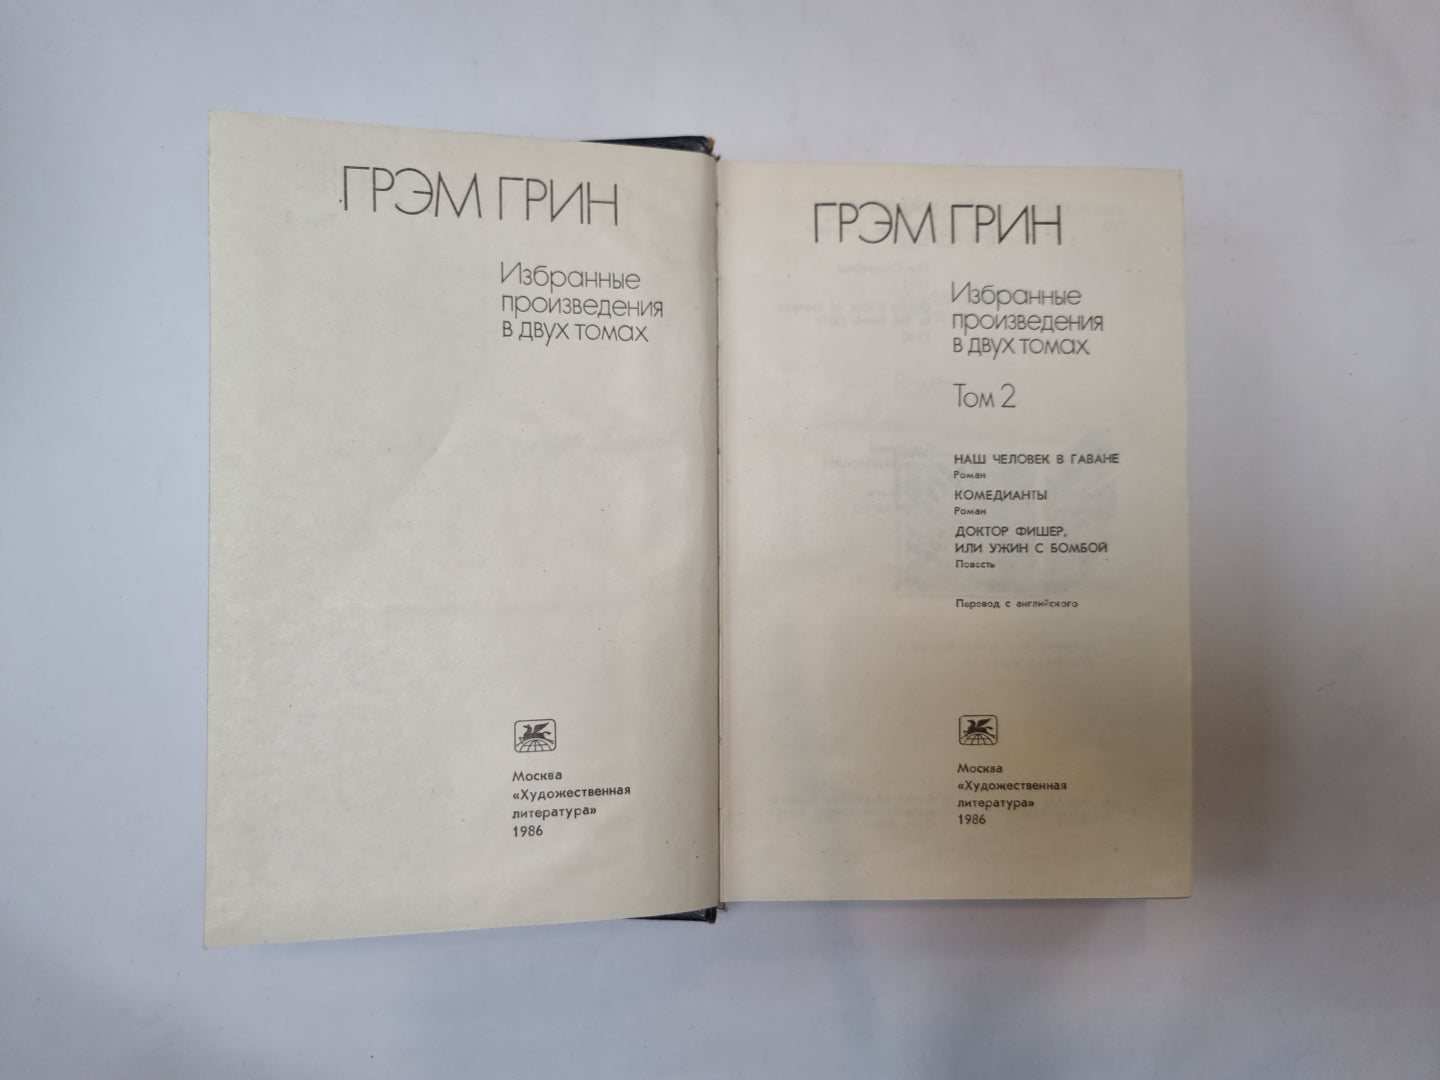 ГРЭМ ГРИН
Избранные
произведения
в двух томах
Москва
«Художественная
литература»
1986
ГРЭМ ГРИН
Избранные
произведения
в двух томах
Том 2
НАШ ЧЕЛОВЕК В ГАВАНЕ
Роман
КОМЕДИАНТЫ
Роман
ДОКТОР ФИШЕР,
ИЛИ УЖИН С БОМБОЙ
Повесть
Перевод с английского
Москва
«Художественная
литература»
1986